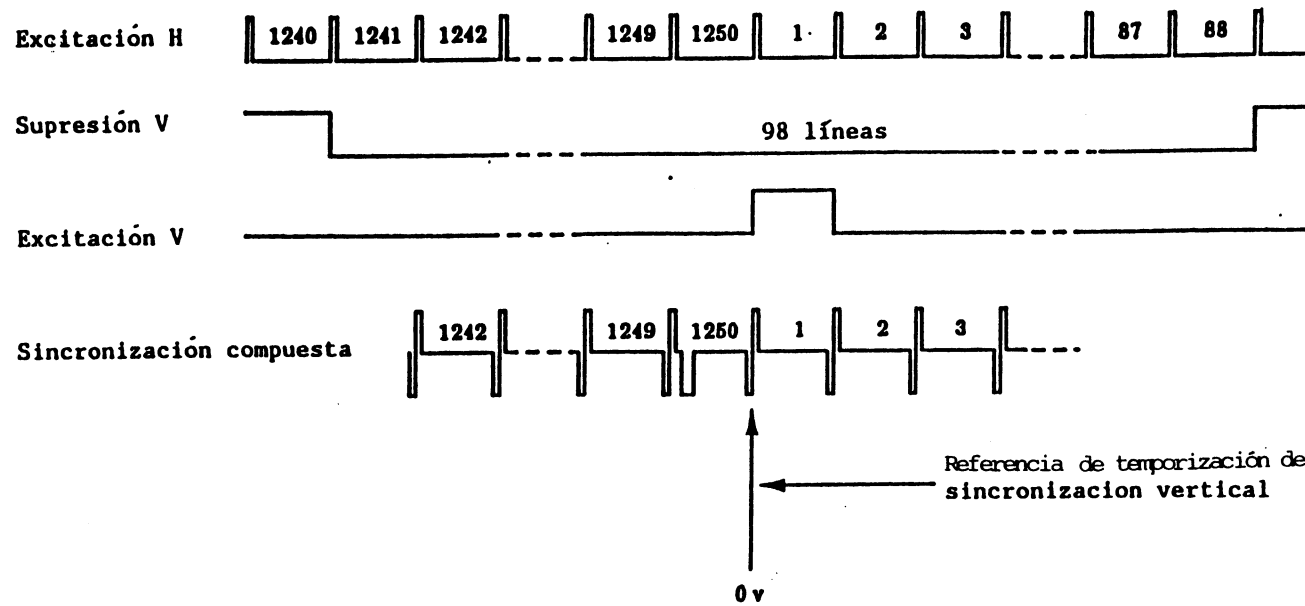 Excitación H 1240 1241 1242 1249 1250 1 2 3 87 88
Supresión V 98 líneas
Excitación V
Sincronización compuesta 1242 1249 1250 1 2 3
Referencia de temporización de
sincronizacion vertical
0v